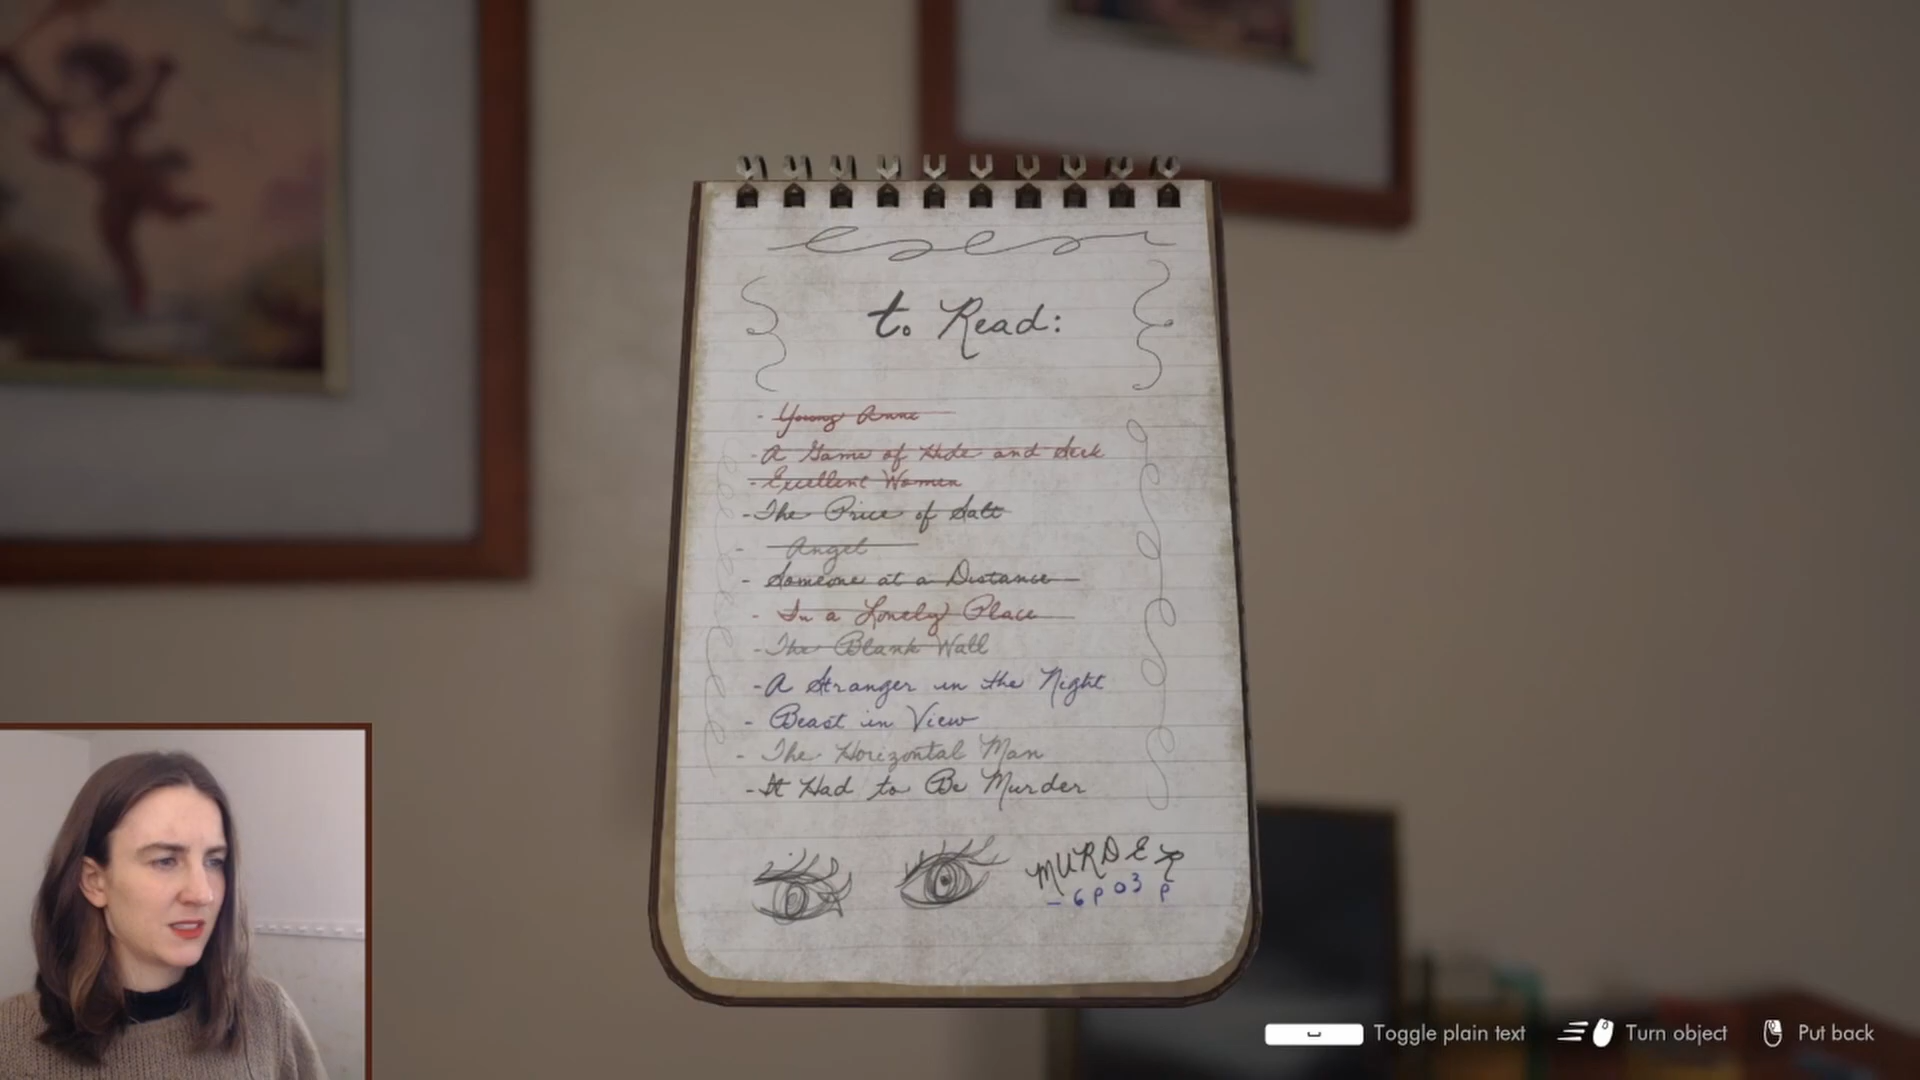 to Read:
- Young Anne
- A Game of Hide and Seek
- Excellent Women
- The Price of Salt
- Angel
- Someone at a Distance
- In a Lonely Place
- The Blank Wall
- A Stranger in the Night
- Beast in View
- The Horizontal Man
- It Had to Be Murder
MURDER
- 6 P 03 P
Toggle plain text
Turn object
Put back